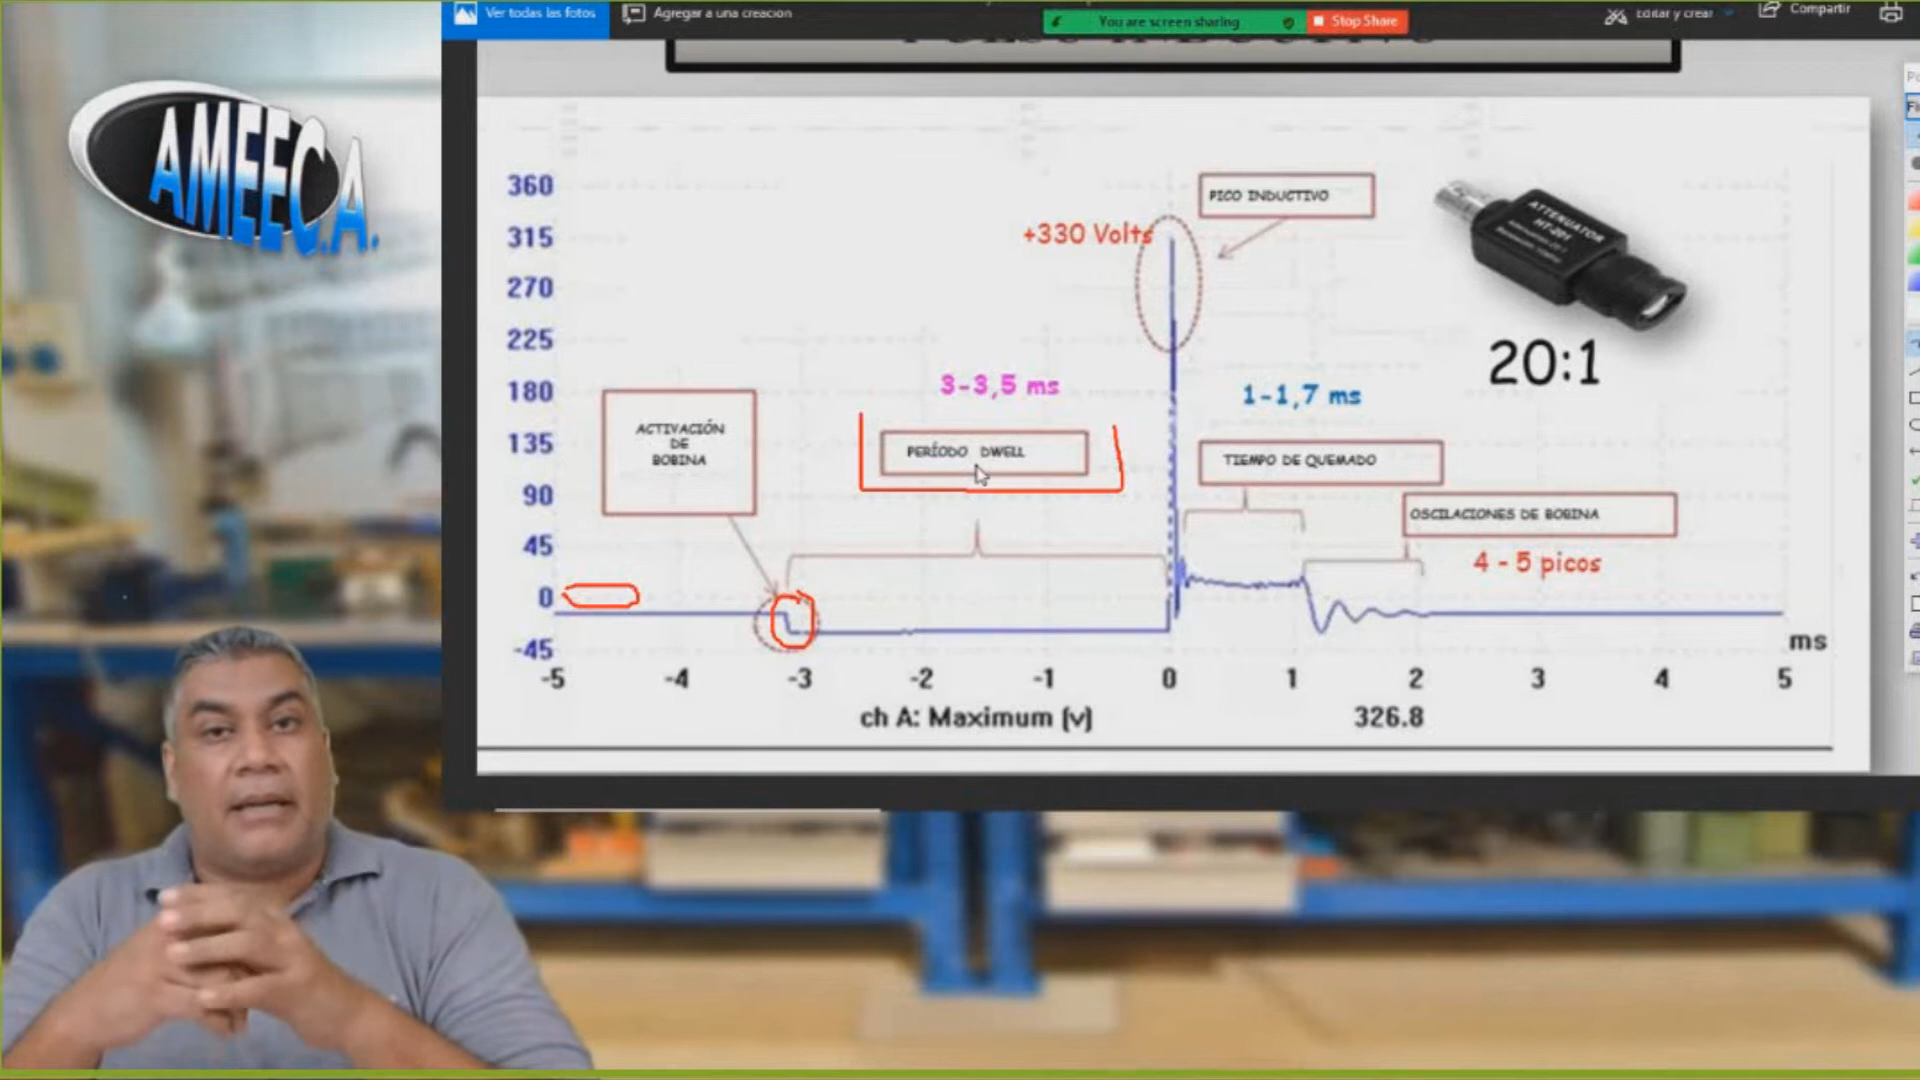 Ver todas las fotos
Agregar a una creación
You are screen sharing
Stop Share
Editar y crear
Compartir
AMEEC.A.
360
315
270
225
180
135
90
45
0
-45
+330 Volts
PICO INDUCTIVO
ATTENUATOR
HT-201
20:1
3-3,5 ms
1-1,7 ms
ACTIVACIÓN
DE
BOBINA
PERÍODO DWELL
TIEMPO DE QUEMADO
OSCILACIONES DE BOBINA
4 - 5 picos
ms
-5 -4 -3 -2 -1 0 1 2 3 4 5
ch A: Maximum (v) 326.8